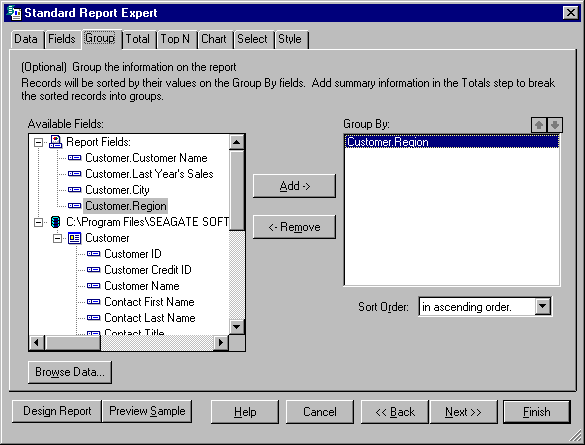 Standard Report Expert
Data Fields Group Total Top N Chart Select Style
(Optional) Group the information on the report
Records will be sorted by their values on the Group By fields. Add summary information in the Totals step to break
the sorted records into groups.
Available Fields:
Report Fields:
Customer.Customer Name
Customer.Last Year's Sales
Customer.City
Customer.Region
C:\Program Files\SEAGATE SOFT
Customer
Customer ID
Customer Credit ID
Customer Name
Contact First Name
Contact Last Name
Contact Title
Browse Data...
Add ->
<- Remove
Group By:
Customer.Region
Sort Order: in ascending order.
Design Report Preview Sample Help Cancel << Back Next >> Finish